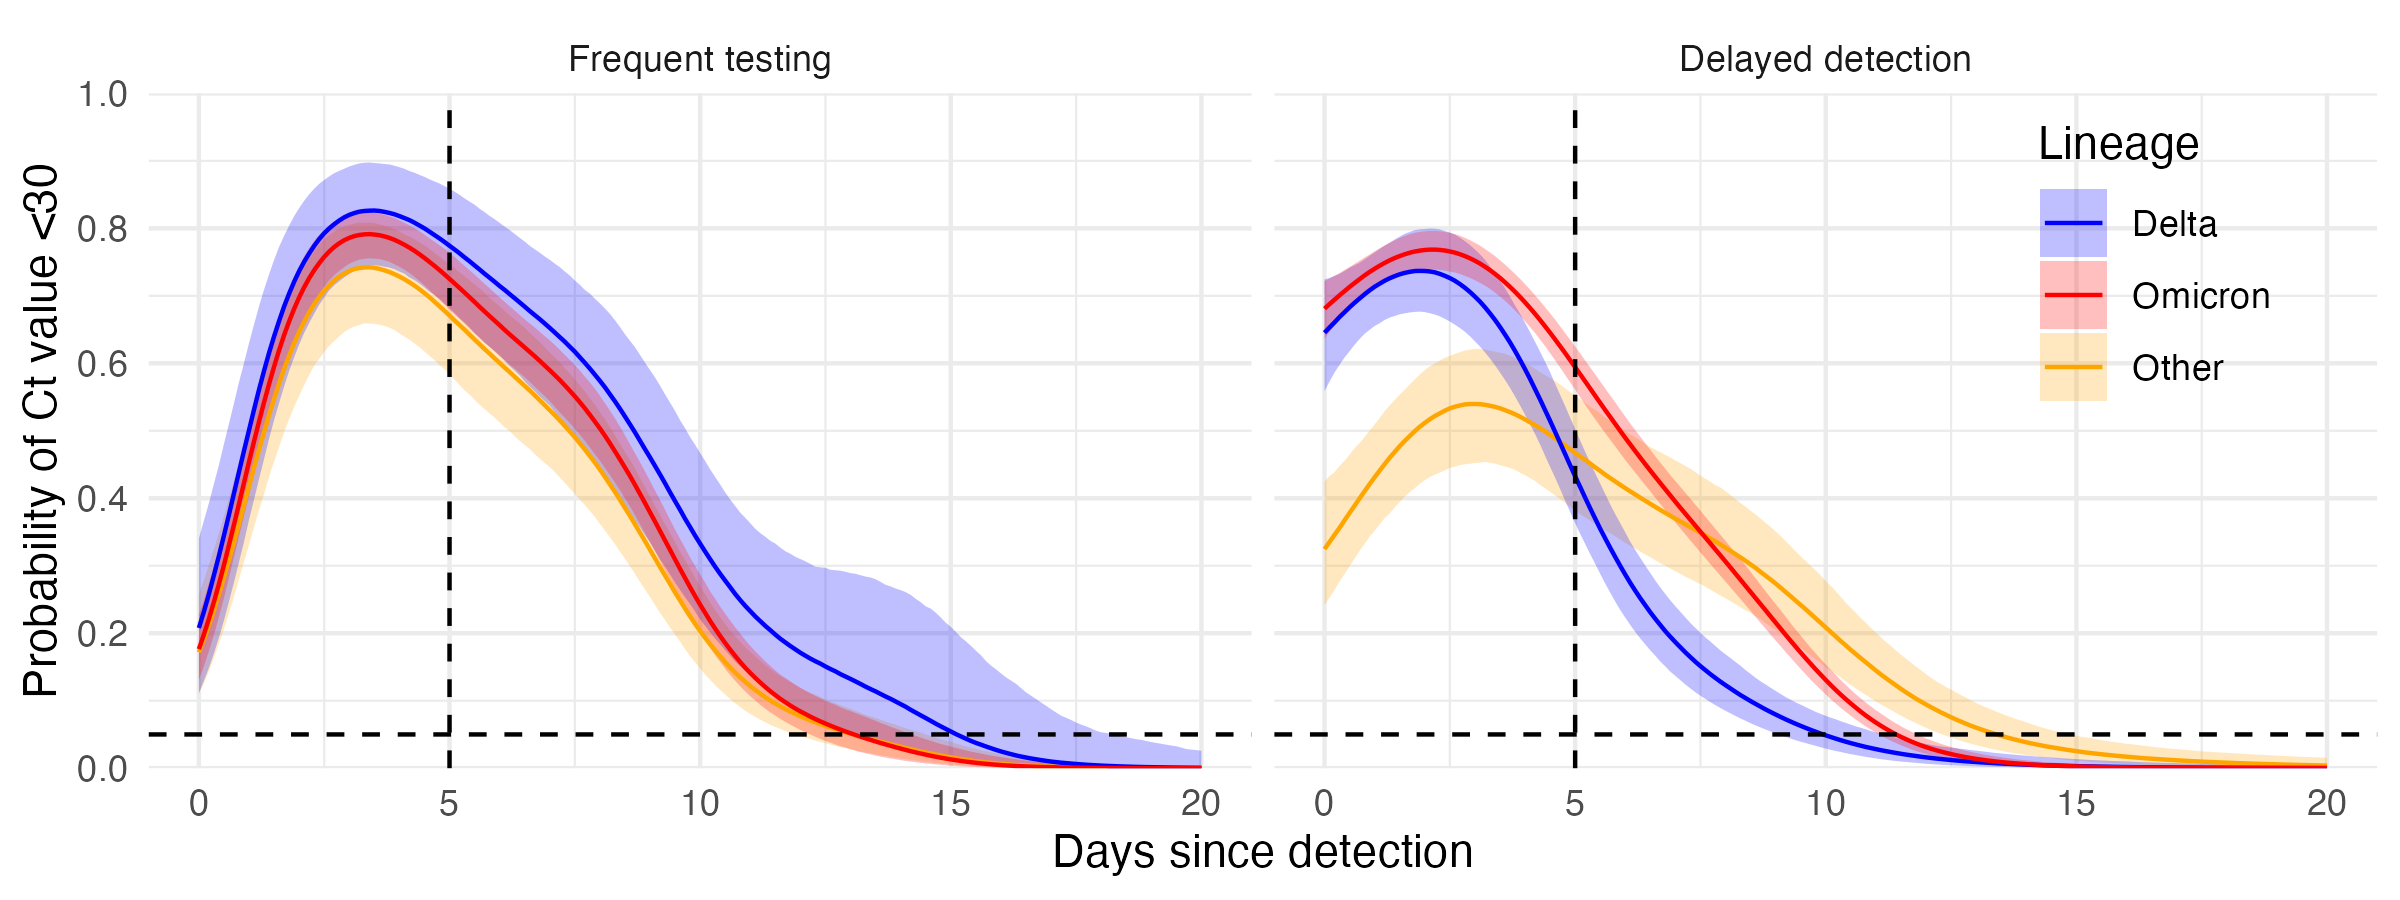 Frequent testing
Delayed detection
Probability of Ct value <30
1.0
0.8
0.6
0.4
0.2
0.0
Lineage
Delta
Omicron
Other
0 5 10 15 20
0 5 10 15 20
Days since detection